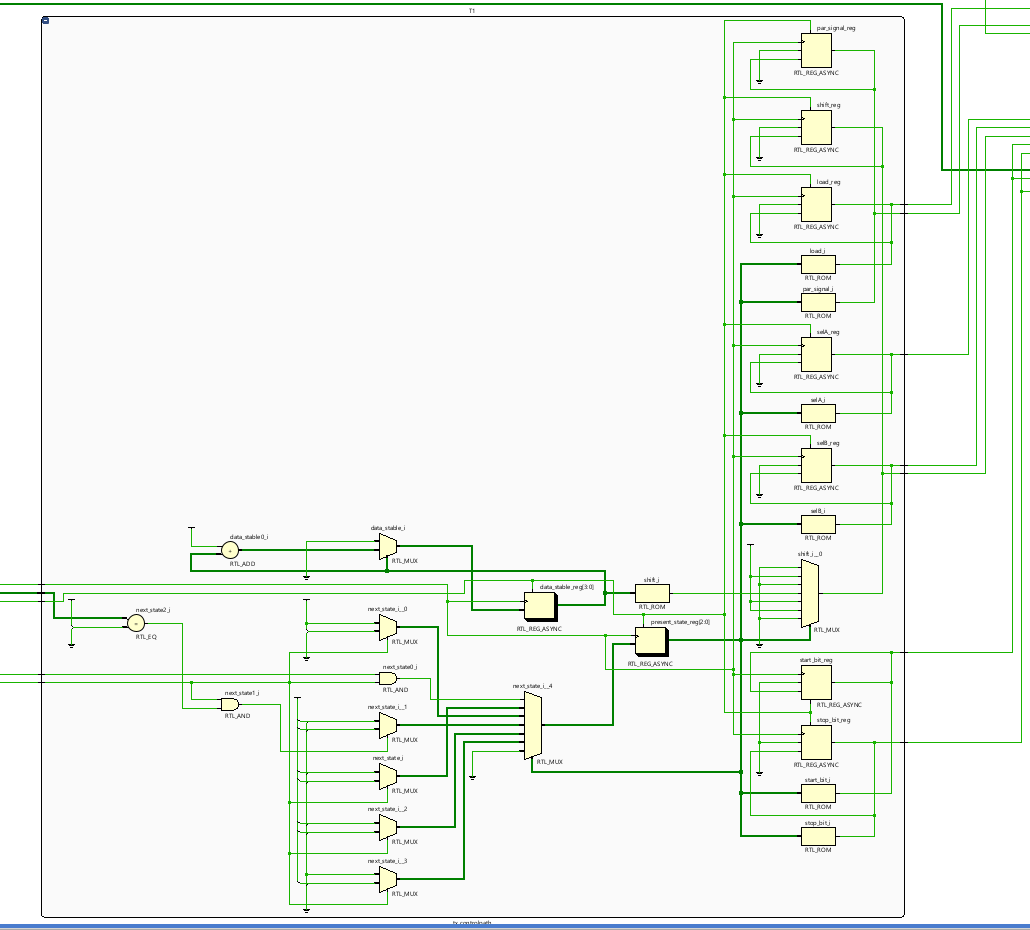 T1
par_signal_reg
RTL_REG_ASYNC
shift_reg
RTL_REG_ASYNC
load_reg
RTL_REG_ASYNC
load_i
RTL_ROM
par_signal_i
RTL_ROM
selA_reg
RTL_REG_ASYNC
selA_i
RTL_ROM
selB_reg
RTL_REG_ASYNC
selB_i
RTL_ROM
data_stable_i
RTL_MUX
data_stable0_i
+
RTL_ADD
shift_i__0
RTL_MUX
shift_i
RTL_ROM
data_stable_reg[3:0]
RTL_REG_ASYNC
next_state2_i
RTL_EQ
next_state_i__0
RTL_MUX
present_state_reg[2:0]
RTL_REG_ASYNC
next_state0_i
RTL_AND
next_state1_i
RTL_AND
next_state_i__4
RTL_MUX
start_bit_reg
RTL_REG_ASYNC
next_state_i__1
RTL_MUX
stop_bit_reg
RTL_REG_ASYNC
next_state_i
RTL_MUX
start_bit_i
RTL_ROM
next_state_i__2
RTL_MUX
stop_bit_i
RTL_ROM
next_state_i__3
RTL_MUX
tx_controlpath